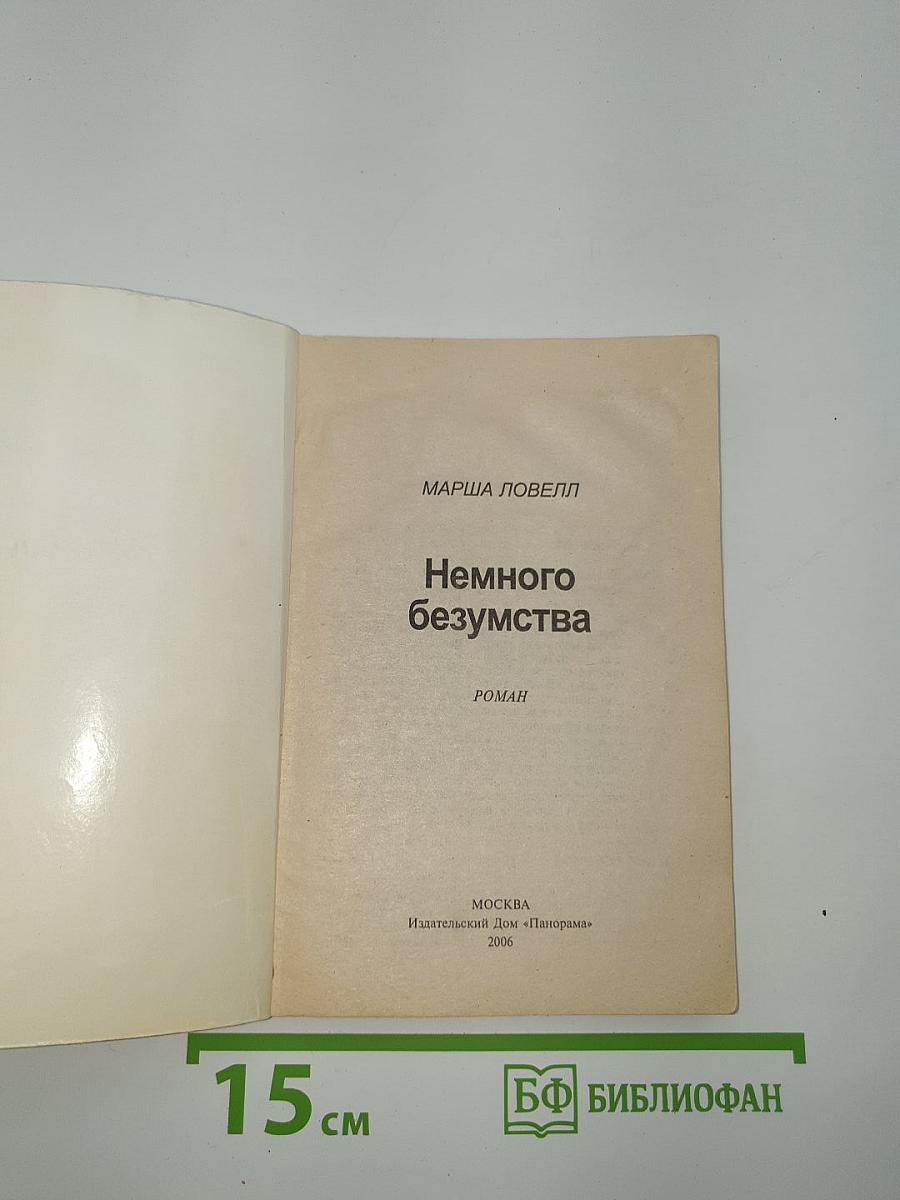 МАРША ЛОВЕЛЛ
Немного
безумства
РОМАН
МОСКВА
Издательский Дом «Панорама»
2006
15 см
БФ БИБЛИОФАН